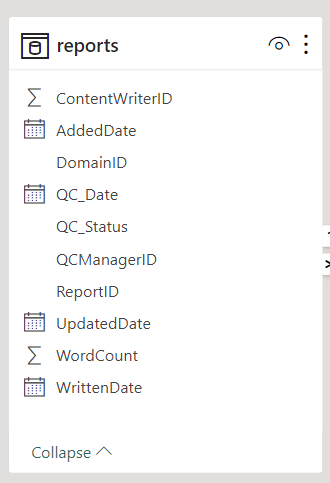 reports
ContentWriterID
AddedDate
DomainID
QC_Date
QC_Status
QCManagerID
ReportID
UpdatedDate
WordCount
WrittenDate
Collapse